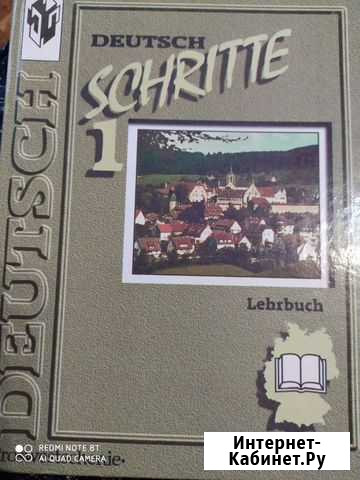 DEUTSCH
DEUTSCH
SCHRITTE
1
Lehrbuch
REDMI NOTE 8T
AI QUAD CAMERA
Интернет-
Кабинет.Ру